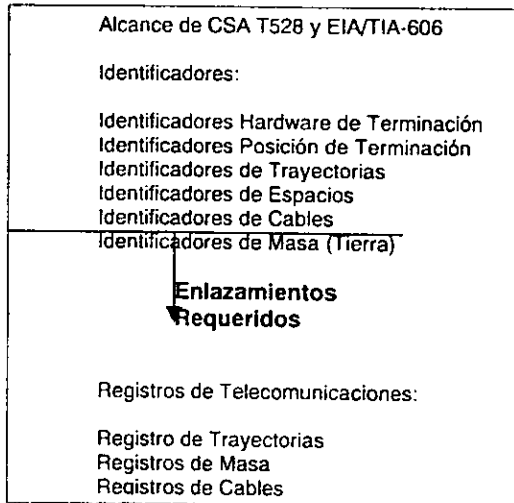 Alcance de CSA T528 y EIA/TIA-606
Identificadores:
Identificadores Hardware de Terminación
Identificadores Posición de Terminación
Identificadores de Trayectorias
Identificadores de Espacios
Identificadores de Cables
Identificadores de Masa (Tierra)
Enlazamientos
Requeridos
Registros de Telecomunicaciones:
Registro de Trayectorias
Registros de Masa
Registros de Cables